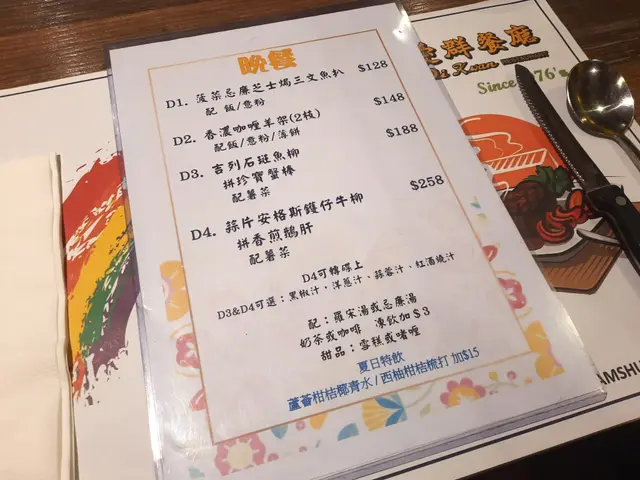 晚餐
D1. 菠菜忌廉芝士焗三文魚扒 $128
配 飯/意粉
D2. 香濃咖喱羊架(2枝) $148
配飯/意粉/薄餅
D3. 吉列石斑魚柳 $188
拼珍寶蟹棒
配薯菜
D4. 蒜片安格斯鑊仔牛柳 $258
拼香煎鵝肝
配薯菜
D4可轉碟上
D3&D4可選：黑椒汁，洋葱汁、蒜蓉汁、紅酒燒汁
配：羅宋湯或忌廉湯
奶茶或咖啡 凍飲加$3
甜品：雪糕或啫喱
夏日特飲
蘆薈柑桔椰青水/西柚柑桔梳打 加$15
群餐廳
Restaurant
Since 76'